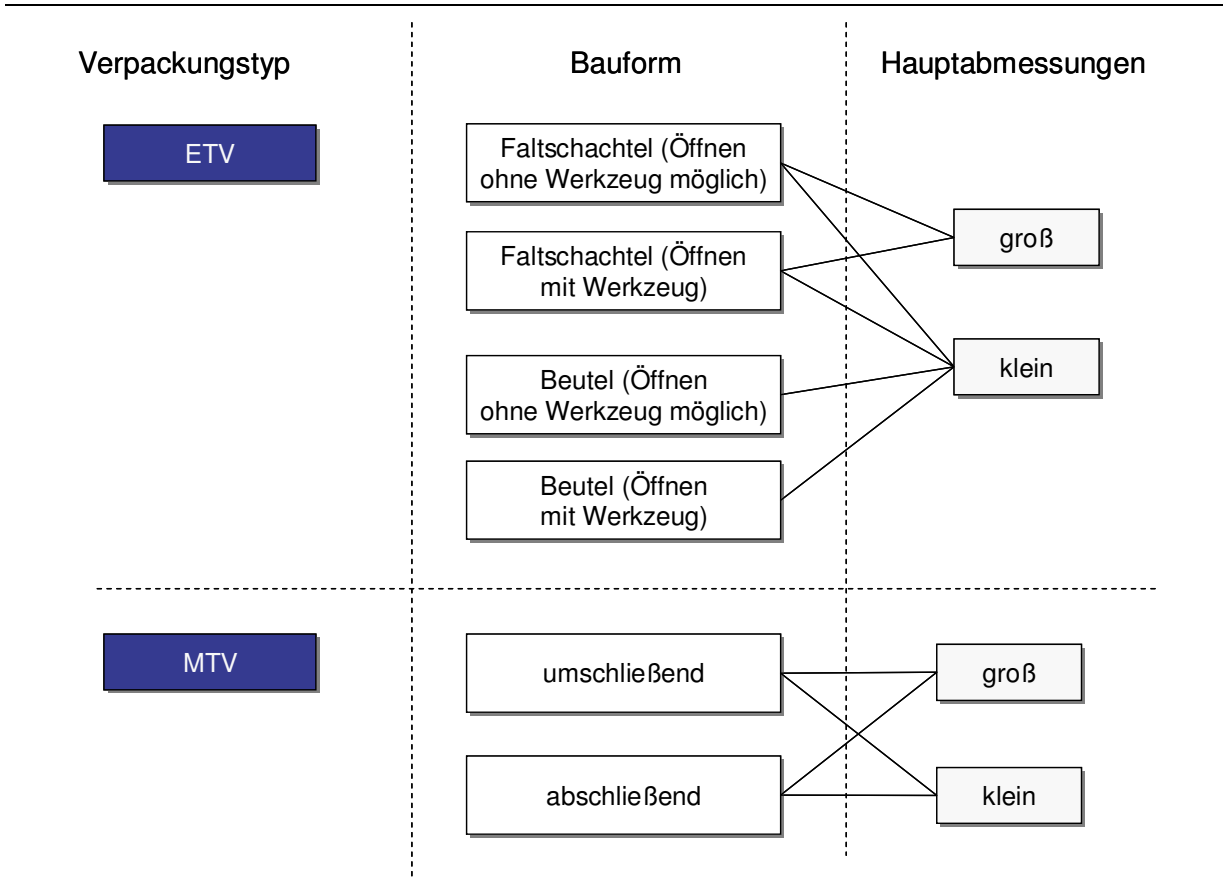 Verpackungstyp
Bauform
Hauptabmessungen
ETV
Faltschachtel (Öffnen
ohne Werkzeug möglich)
Faltschachtel (Öffnen
mit Werkzeug)
Beutel (Öffnen
ohne Werkzeug möglich)
Beutel (Öffnen
mit Werkzeug)
groß
klein
MTV
umschließend
abschließend
groß
klein